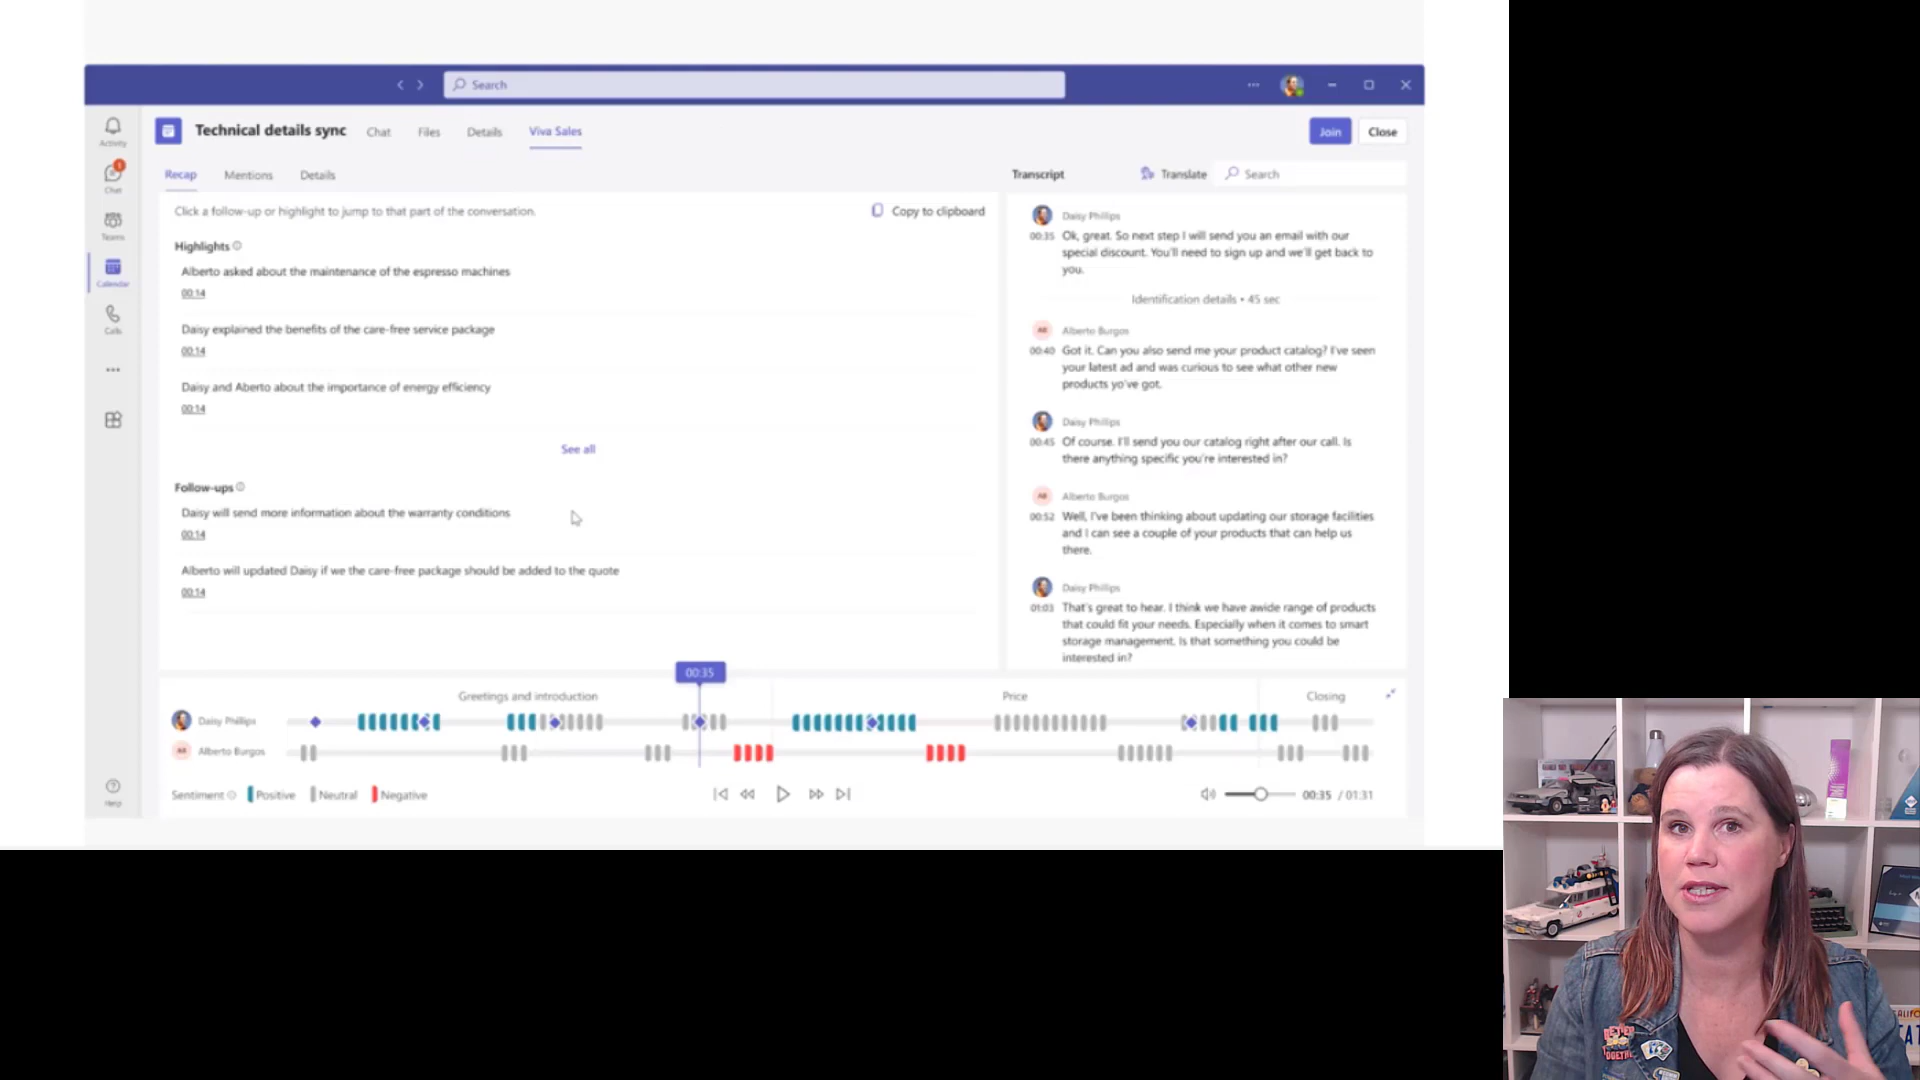 Search
Technical details sync
Chat
Files
Details
Viva Sales
Join
Close
Activity
Chat
Teams
Calendar
Calls
Help
Recap
Mentions
Details
Click a follow-up or highlight to jump to that part of the conversation.
Copy to clipboard
Highlights
Alberto asked about the maintenance of the espresso machines
00:14
Daisy explained the benefits of the care-free service package
00:14
Daisy and Aberto about the importance of energy efficiency
00:14
See all
Follow-ups
Daisy will send more information about the warranty conditions
00:14
Alberto will updated Daisy if we the care-free package should be added to the quote
00:14
Transcript
Translate
Search
Daisy Phillips
00:35 Ok, great. So next step I will send you an email with our
special discount. You'll need to sign up and we'll get back to
you.
Identification details • 45 sec
AB Alberto Burgos
00:40 Got it. Can you also send me your product catalog? I've seen
your latest ad and was curious to see what other new
products yo've got.
Daisy Phillips
00:45 Of course. I'll send you our catalog right after our call. Is
there anything specific you're interested in?
AB Alberto Burgos
00:52 Well, I've been thinking about updating our storage facilities
and I can see a couple of your products that can help us
there.
Daisy Phillips
01:03 That's great to hear. I think we have awide range of products
that could fit your needs. Especially when it comes to smart
storage management. Is that something you could be
interested in?
00:35
Greetings and introduction
Price
Closing
Daisy Phillips
AB Alberto Burgos
Sentiment
Positive
Neutral
Negative
00:35 / 01:31